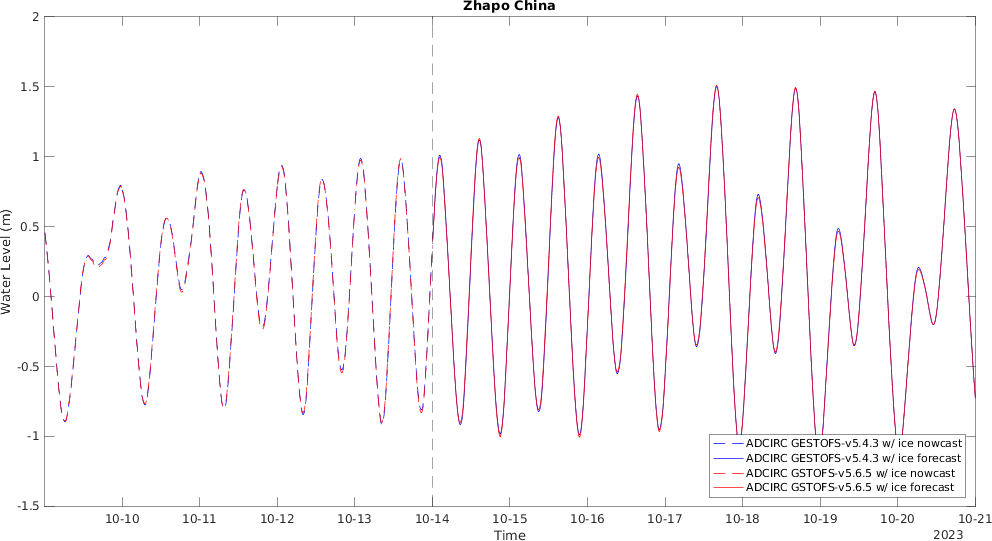 Zhapo China
2
1.5
1
0.5
0
-0.5
-1
-1.5
Water Level (m)
10-10 10-11 10-12 10-13 10-14 10-15 10-16 10-17 10-18 10-19 10-20 10-21
Time
2023
ADCIRC GESTOFS-v5.4.3 w/ ice nowcast
ADCIRC GESTOFS-v5.4.3 w/ ice forecast
ADCIRC GSTOFS-v5.6.5 w/ ice nowcast
ADCIRC GSTOFS-v5.6.5 w/ ice forecast